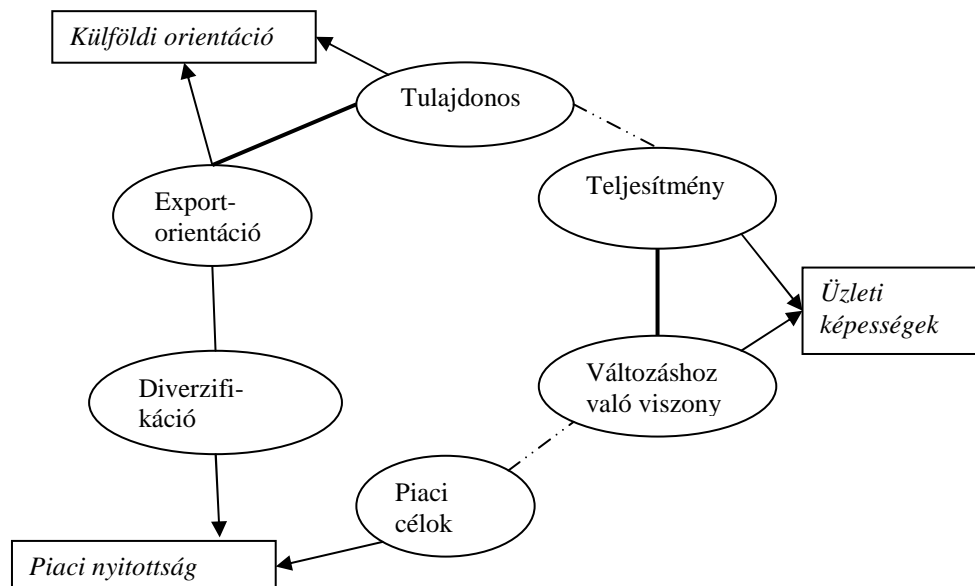 Külföldi orientáció
Tulajdonos
Teljesítmény
Export-
orientáció
Üzleti
képességek
Változáshoz
való viszony
Diverzifi-
káció
Piaci
célok
Piaci nyitottság